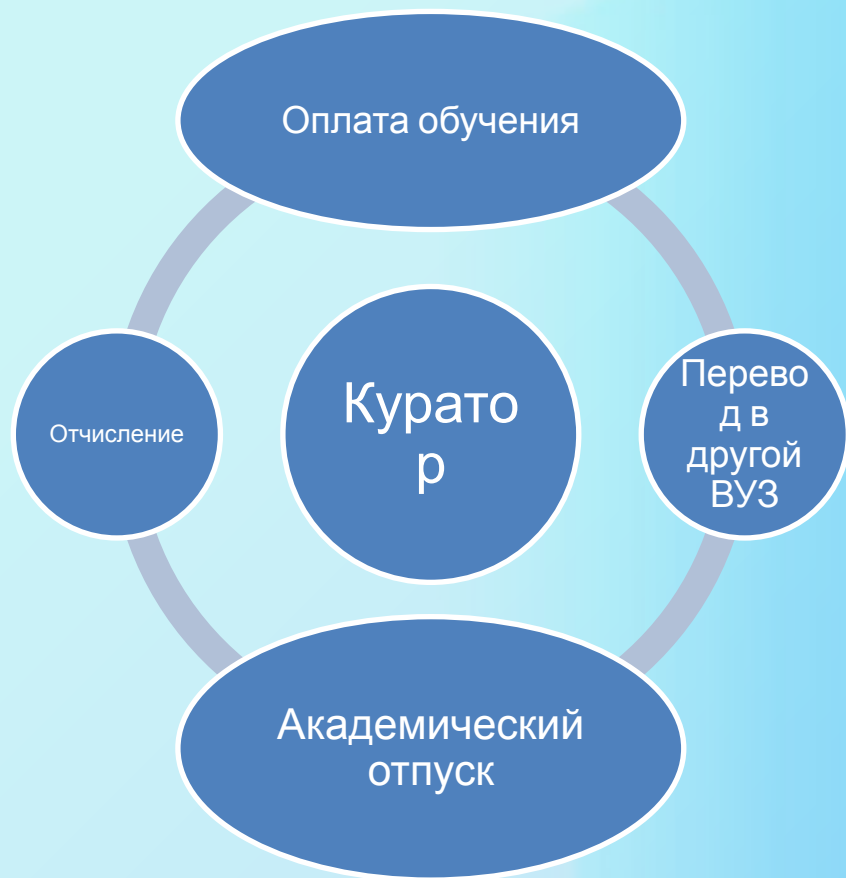 Оплата обучения
Отчисление
Курато
р
Перево
д в
другой
ВУЗ
Академический
отпуск